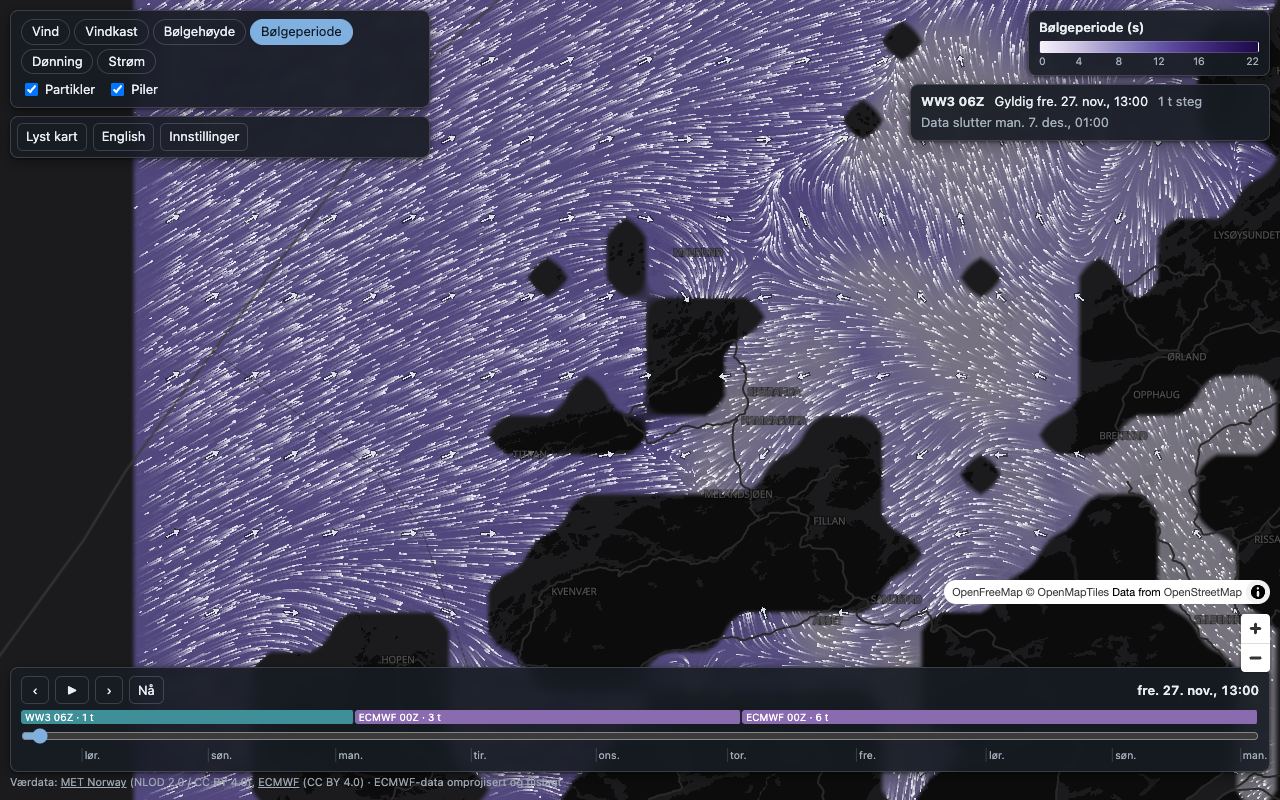 Vind Vindkast Bølgehøyde Bølgeperiode
Dønning Strøm
Partikler Piler
Lyst kart English Innstillinger
Bølgeperiode (s)
0 4 8 12 16 22
WW3 06Z Gyldig fre. 27. nov., 13:00 1 t steg
Data slutter man. 7. des., 01:00
LYSØYSUNDET
ØRLAND
OPPHAUG
MELANDSJØEN
FILLAN
KVENVÆR
RISSA
HOPEN
OpenFreeMap © OpenMapTiles Data from OpenStreetMap
+
−
‹ › Nå
fre. 27. nov., 13:00
WW3 06Z · 1 t ECMWF 00Z · 3 t ECMWF 00Z · 6 t
lør. søn. man. tir. ons. tor. fre. lør. søn. man.
Værdata: MET Norway (NLOD 2.0 / CC BY 4.0), ECMWF (CC BY 4.0) · ECMWF-data omprojisert og flislagt